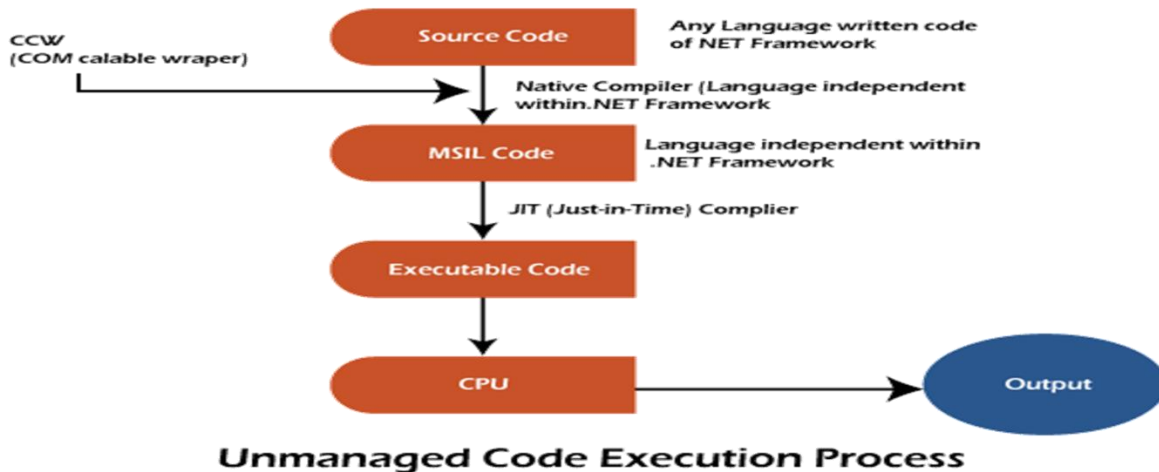 CCW
(COM calable wraper)
Source Code
Any Language written code
of NET Framework
Native Compiler (Language independent
within.NET Framework
MSIL Code
Language independent within
.NET Framework
JIT (Just-in-Time) Complier
Executable Code
CPU
Output
Unmanaged Code Execution Process